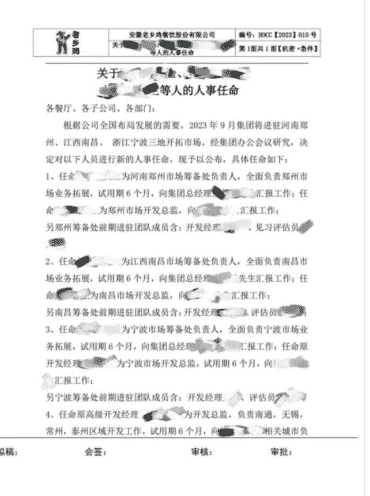 老乡鸡
安徽老乡鸡餐饮股份有限公司
编号:HOCC【2023】010 号
关于
等人的人事任命
第1页共1页【机密·急件】
关于
等人的人事任命
各餐厅、各子公司、各部门:
根据公司全国布局发展的需要,2023 年 9 月集团将进驻河南郑
州、江西南昌、浙江宁波三地开拓市场。经集团办公会议研究,决
定对以下人员进行新的人事任命,现予以公布,具体任命如下:
1、任命 为河南郑州市场筹备处负责人,全面负责郑州市
场业务拓展,试用期 6 个月,向集团总经理 汇报工作;任
命 为郑州市场开发总监,向 汇报工作;
另郑州筹备处前期进驻团队成员含:开发经理 、见习评估员
2、任命 为江西南昌市场筹备处负责人,全面负责南昌市
场业务拓展,试用期 6 个月,向集团总经理 先生汇报工作;任
命 为南昌市场开发总监,向 汇报工作;
另南昌筹备处前期进驻团队成员含:开发经理 、评估员
3、任命 为宁波市场筹备处负责人,全面负责宁波市场业
务拓展,试用期 6 个月,向集团总经 汇报工作;任命原
开发经理 为宁波市场开发总监,试用期 6 个月,向
汇报工作;
另宁波筹备处前期进驻团队成员含:开发经理 、评估员
4、任命原高级开发经理 为开发总监,负责南通,无锡,
常州,泰州区域开发工作,试用期 6 个月,向 相关城市负
拟稿: 会签: 审核: 审批: